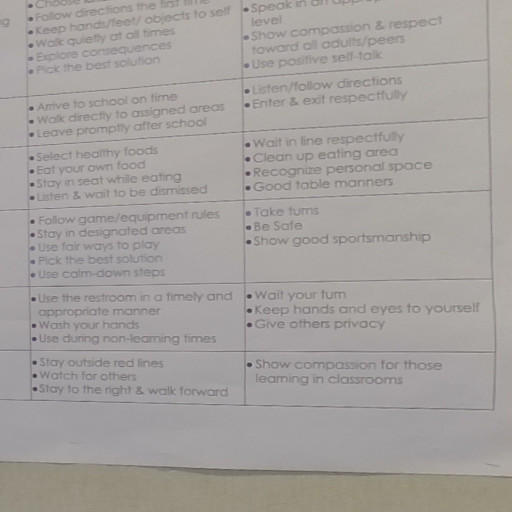 • Follow directions the first time
• Keep hands/feet/ objects to self
• Walk quietly at all times
• Explore consequences
• Pick the best solution
• Speak in an
level
• Show compassion & respect
toward all adults/peers
• Use positive self-talk
• Arrive to school on time
• Walk directly to assigned areas
• Leave promptly after school
• Listen/follow directions
• Enter & exit respectfully
• Select healthy foods
• Eat your own food
• Stay in seat while eating
• Listen & wait to be dismissed
• Wait in line respectfully
• Clean up eating area
• Recognize personal space
• Good table manners
• Follow game/equipment rules
• Stay in designated areas
• Use fair ways to play
• Pick the best solution
• Use calm-down steps
• Take turns
• Be Safe
• Show good sportsmanship
• Use the restroom in a timely and
appropriate manner
• Wash your hands
• Use during non-learning times
• Wait your turn
• Keep hands and eyes to yourself
• Give others privacy
• Stay outside red lines
• Watch for others
• Stay to the right & walk forward
• Show compassion for those
learning in classrooms